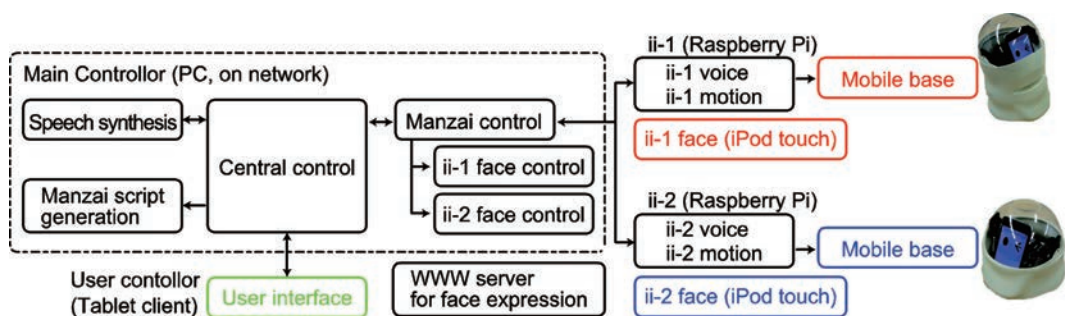 Main Controllor (PC, on network)
Speech synthesis
Manzai script
generation
Central control
Manzai control
ii-1 face control
ii-2 face control
User contollor
(Tablet client)
User interface
WWW server
for face expression
ii-1 (Raspberry Pi)
ii-1 voice
ii-1 motion
Mobile base
ii-1 face (iPod touch)
ii-2 (Raspberry Pi)
ii-2 voice
ii-2 motion
Mobile base
ii-2 face (iPod touch)